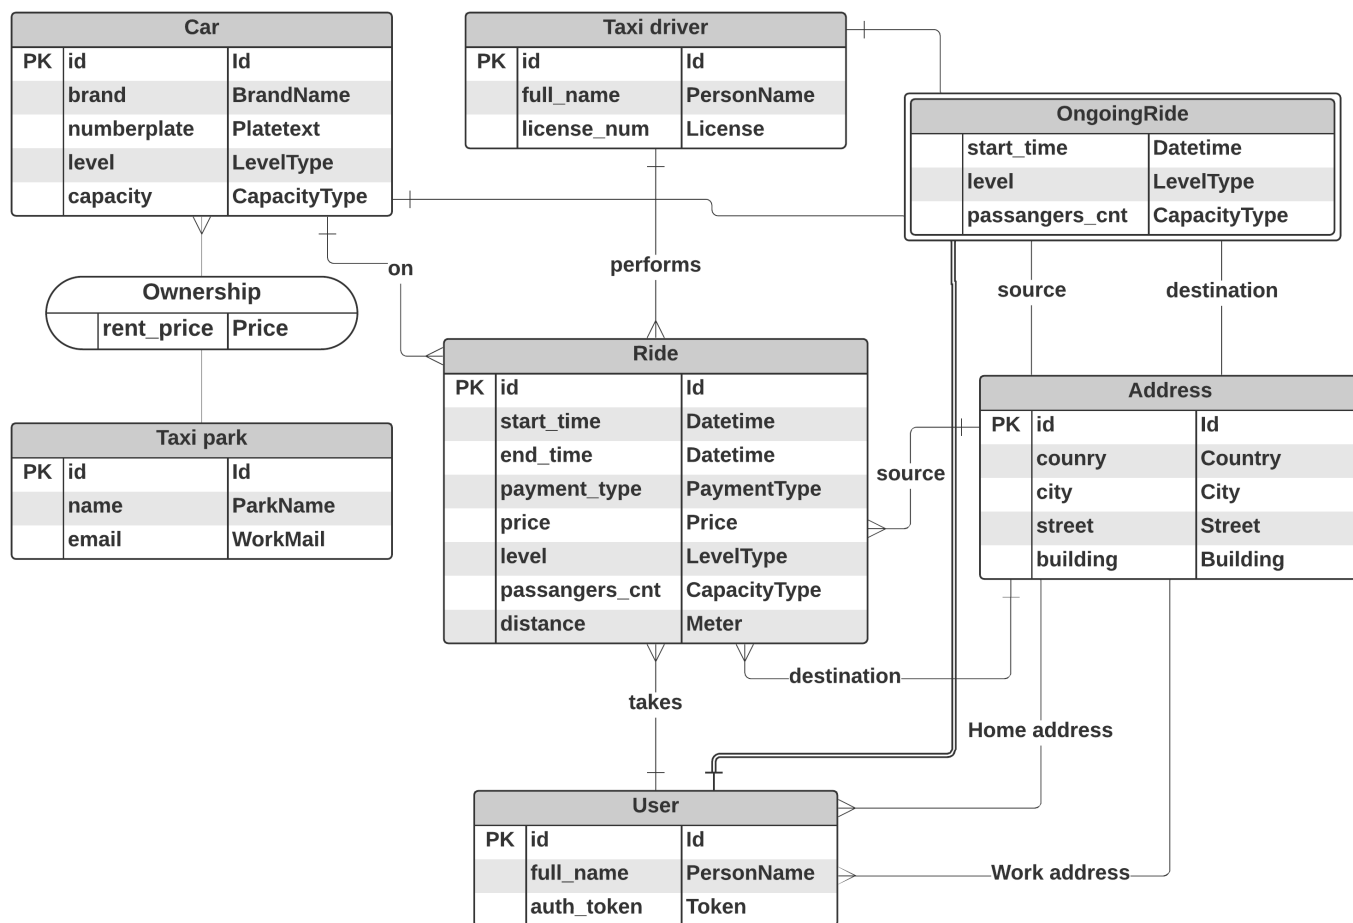 Car
PK id Id
brand BrandName
numberplate Platetext
level LevelType
capacity CapacityType
Taxi driver
PK id Id
full_name PersonName
license_num License
OngoingRide
start_time Datetime
level LevelType
passangers_cnt CapacityType
on
performs
source
destination
Ownership
rent_price Price
Taxi park
PK id Id
name ParkName
email WorkMail
Ride
PK id Id
start_time Datetime
end_time Datetime
payment_type PaymentType
price Price
level LevelType
passangers_cnt CapacityType
distance Meter
Address
PK id Id
counry Country
city City
street Street
building Building
source
destination
takes
Home address
Work address
User
PK id Id
full_name PersonName
auth_token Token